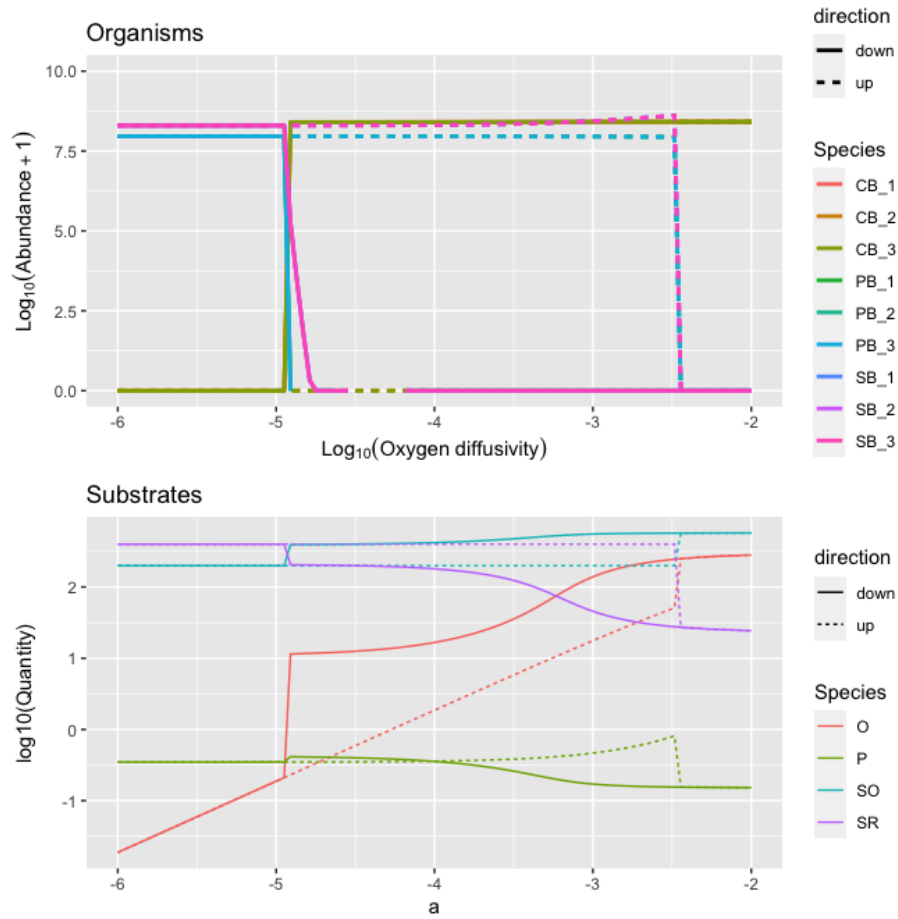 Organisms
10.0
7.5
5.0
2.5
0.0
Log10(Abundance + 1)
-6
-5
-4
-3
-2
Log10(Oxygen diffusivity)
direction
down
up
Species
CB_1
CB_2
CB_3
PB_1
PB_2
PB_3
SB_1
SB_2
SB_3
Substrates
2
1
0
-1
log10(Quantity)
-6
-5
-4
-3
-2
a
direction
down
up
Species
O
P
SO
SR